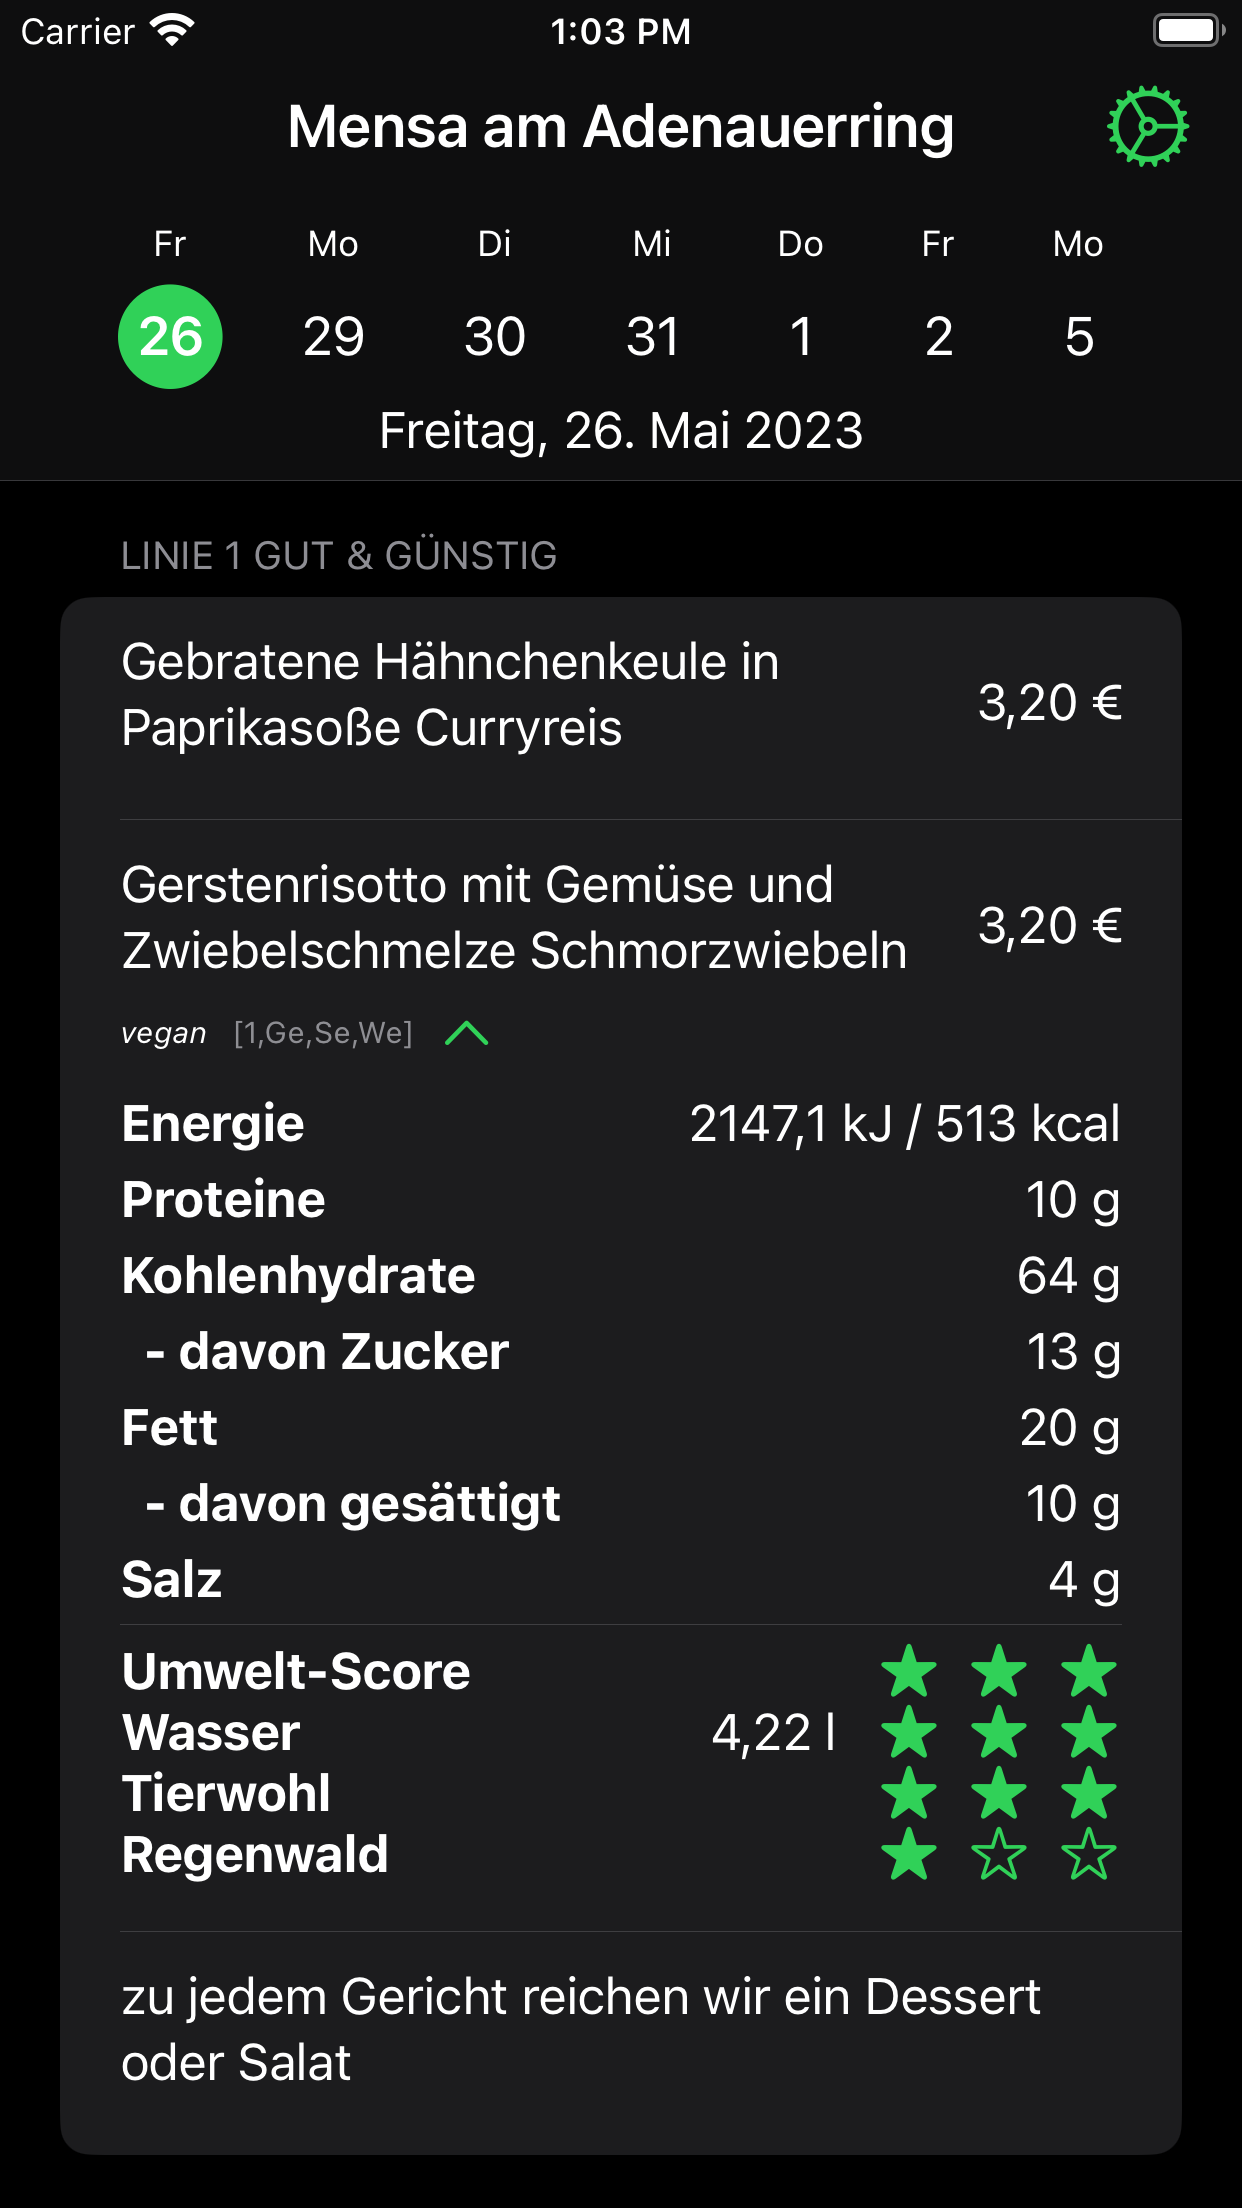 Carrier 1:03 PM
Mensa am Adenauerring
Fr Mo Di Mi Do Fr Mo
26 29 30 31 1 2 5
Freitag, 26. Mai 2023
LINIE 1 GUT & GÜNSTIG
Gebratene Hähnchenkeule in
Paprikasoße Curryreis
3,20 €
Gerstenrisotto mit Gemüse und
Zwiebelschmelze Schmorzwiebeln
3,20 €
vegan [1,Ge,Se,We]
Energie 2147,1 kJ / 513 kcal
Proteine 10 g
Kohlenhydrate 64 g
- davon Zucker 13 g
Fett 20 g
- davon gesättigt 10 g
Salz 4 g
Umwelt-Score
Wasser 4,22 l
Tierwohl
Regenwald
zu jedem Gericht reichen wir ein Dessert
oder Salat